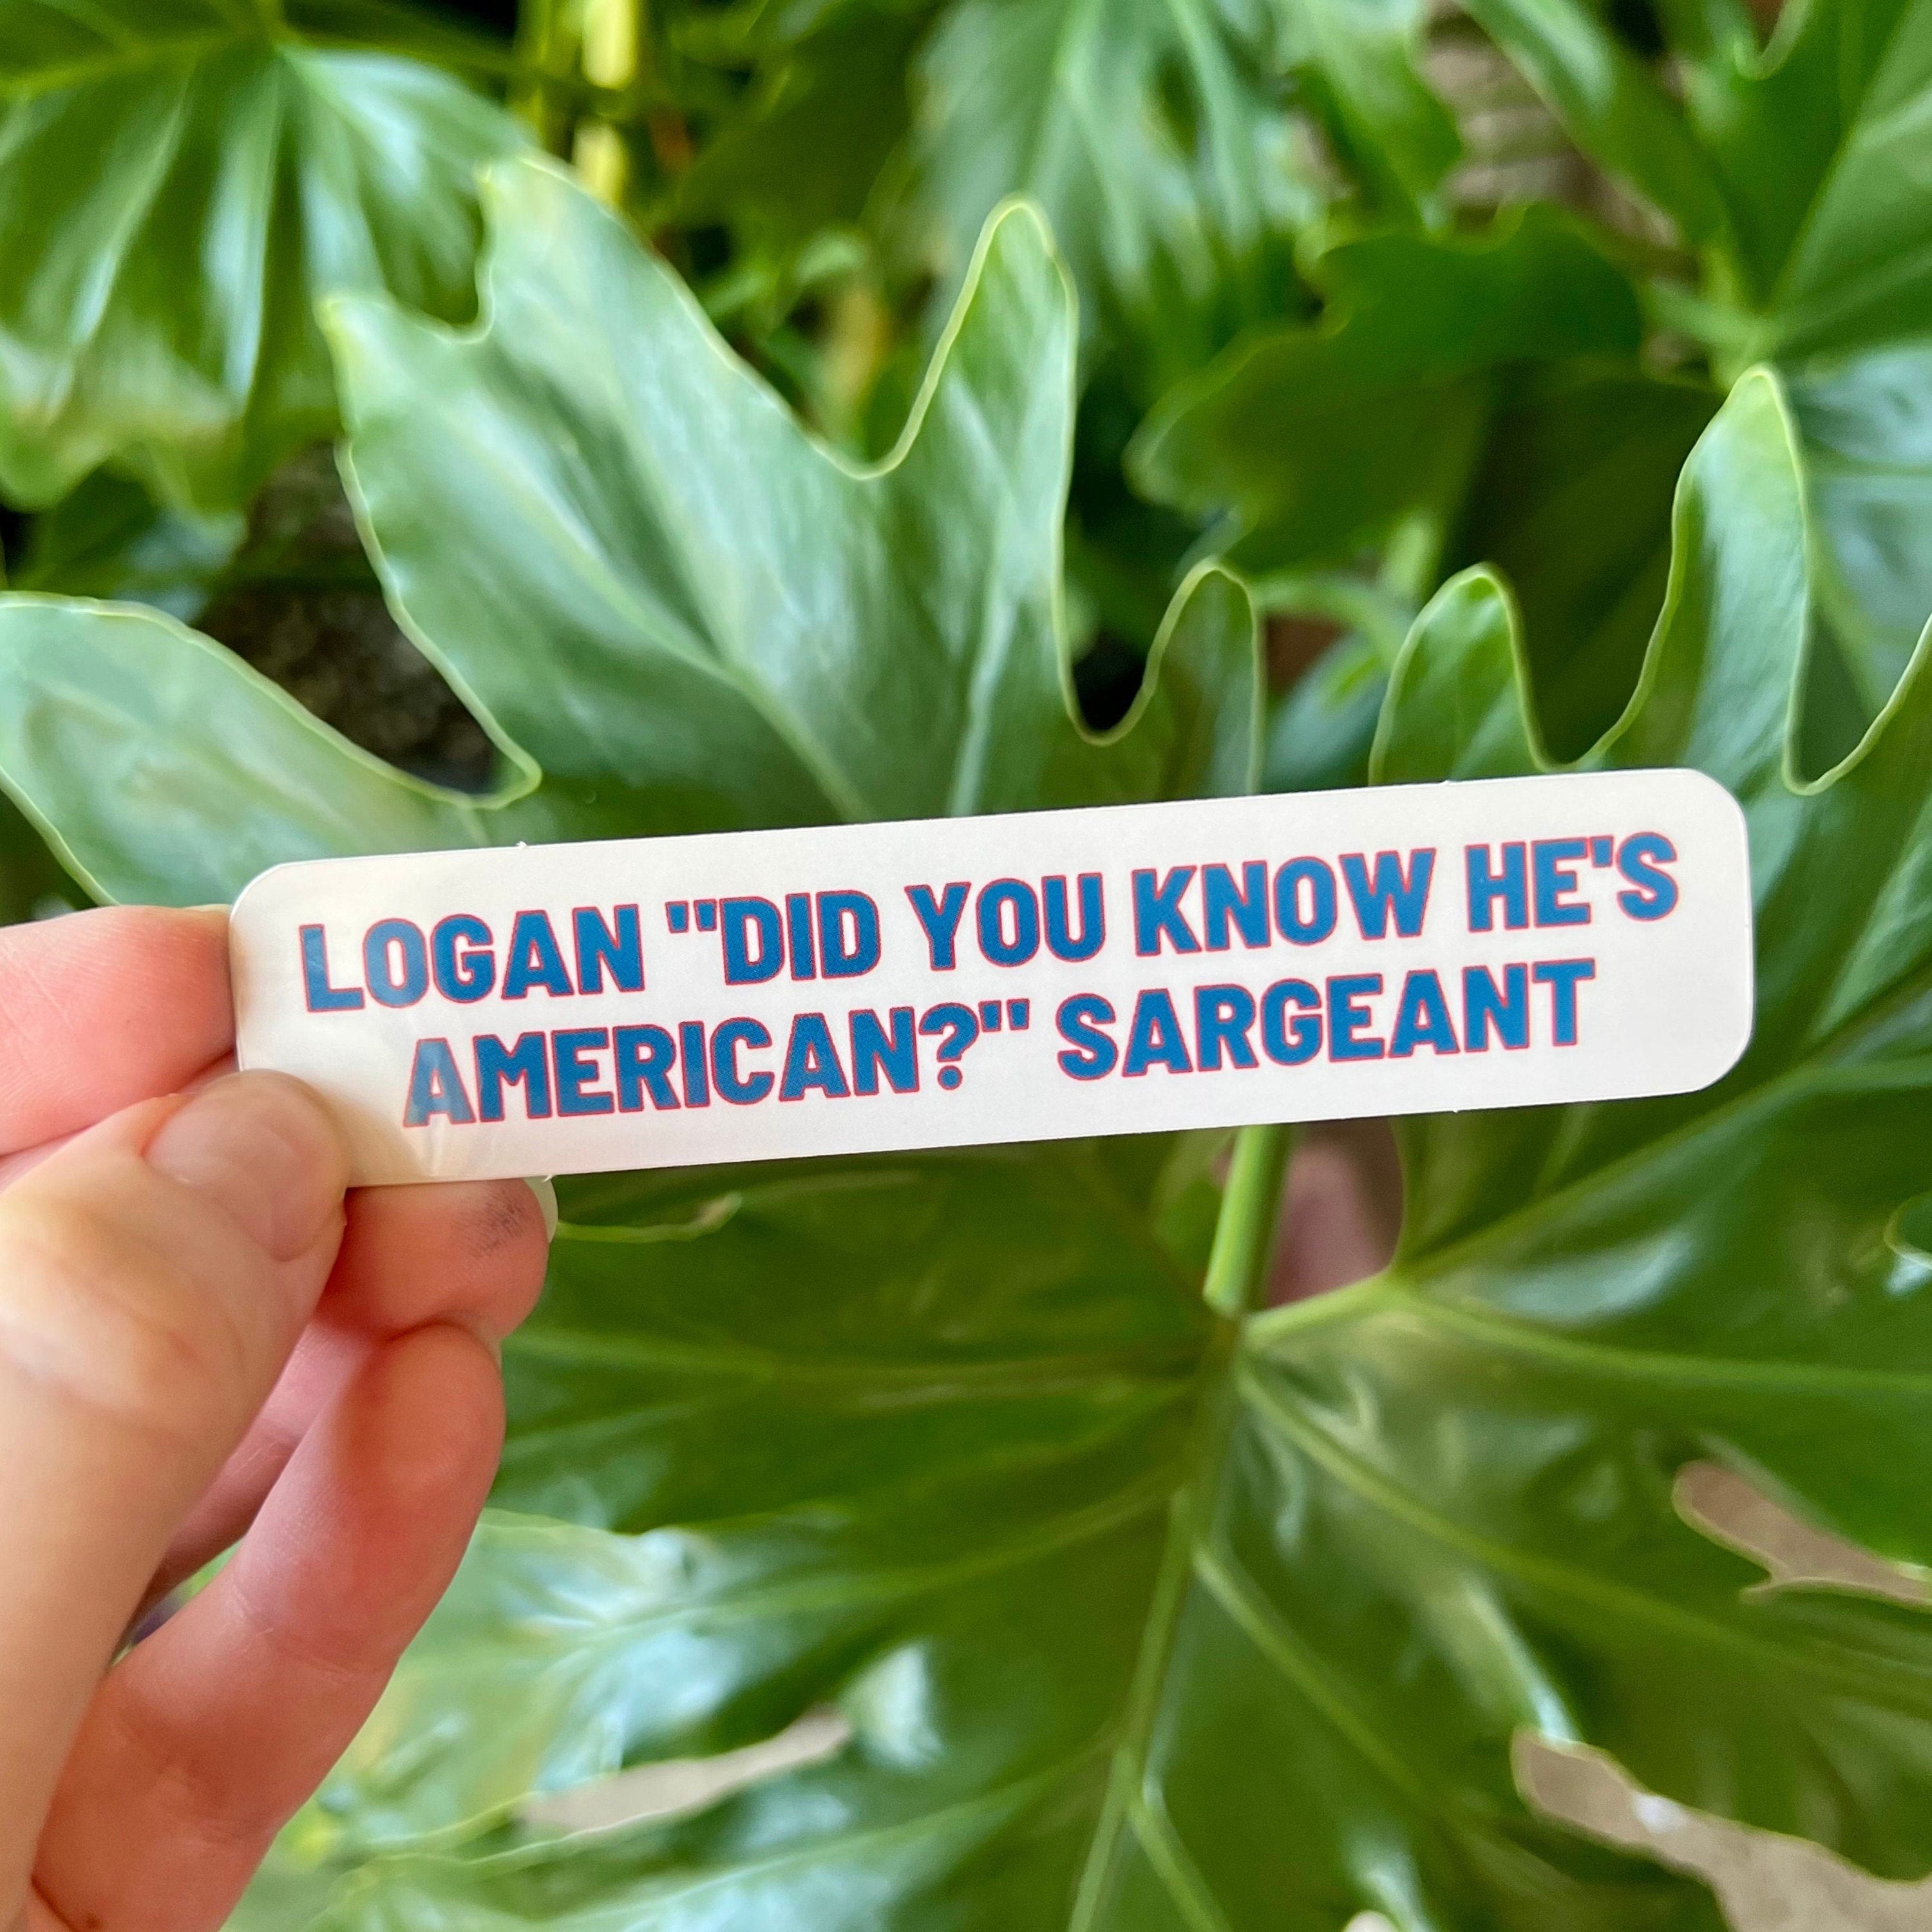 LOGAN "DID YOU KNOW HE'S
AMERICAN?" SARGEANT